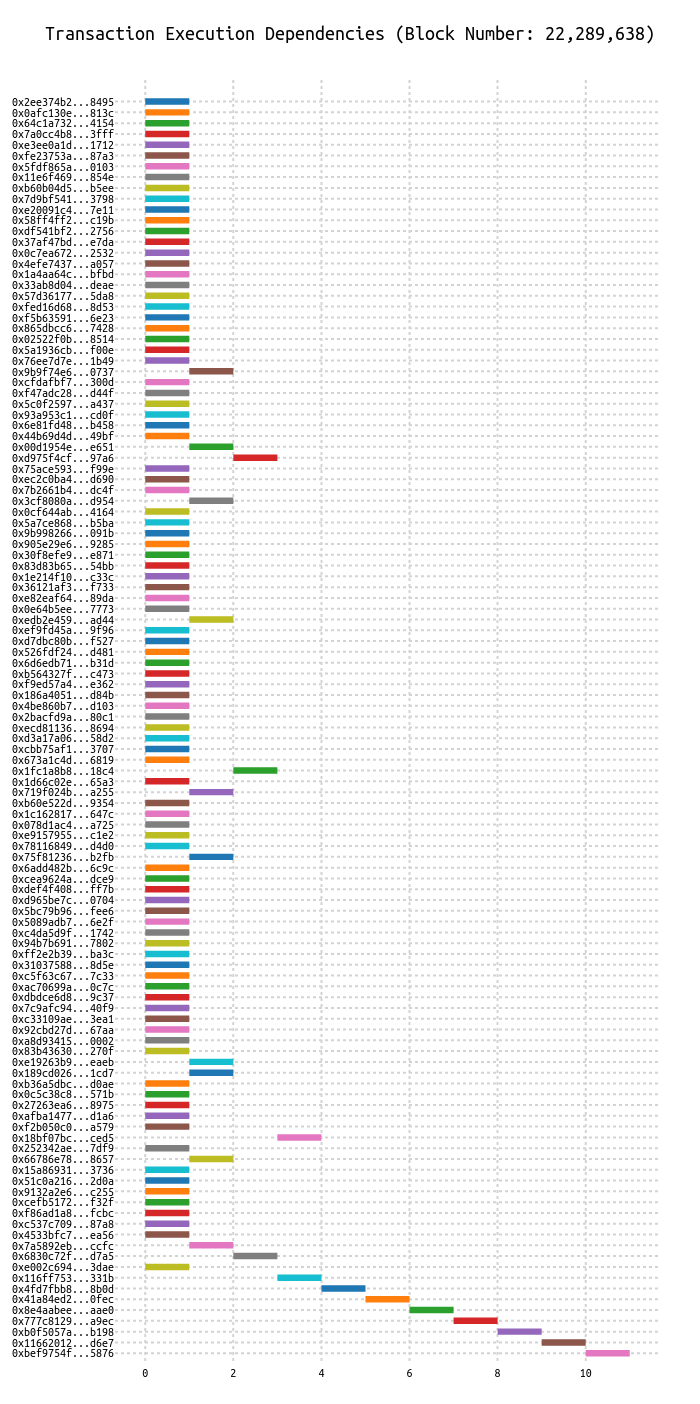 Transaction Execution Dependencies (Block Number: 22,289,638)
0x2ee374b2...8495
0x0afc130e...813c
0x64c1a732...4154
0x7a0cc4b8...3fff
0xe3ee0a1d...1712
0xfe23753a...87a3
0x5fdf865a...0103
0x11e6f469...854e
0xb60b04d5...b5ee
0x7d9bf541...3798
0xe20091c4...7e11
0x58ff4ff2...c19b
0xdf541bf2...2756
0x37af47bd...e7da
0x0c7ea672...2532
0x4efe7437...a057
0x1a4aa64c...bfbd
0x33ab8d04...deae
0x57d36177...5da8
0xfed16d68...8d53
0xf5b63591...6e23
0x865dbcc6...7428
0x02522f0b...8514
0x5a1936cb...f00e
0x76ee7d7e...1b49
0x9b9f74e6...0737
0xcfdafbf7...300d
0xf47adc28...d44f
0x5c0f2597...a437
0x93a953c1...cd0f
0x6e81fd48...b458
0x44b69d4d...49bf
0x00d1954e...e651
0xd975f4cf...97a6
0x75ace593...f99e
0xec2c0ba4...d690
0x7b2661b4...dc4f
0x3cf8080a...d954
0x0cf644ab...4164
0x5a7ce868...b5ba
0x9b998266...091b
0x905e29e6...9285
0x30f8efe9...e871
0x83d83b65...54bb
0x1e214f10...c33c
0x36121af3...f733
0xe82eaf64...89da
0x0e64b5ee...7773
0xedb2e459...ad44
0xef9fd45a...9f96
0xd7dbc80b...f527
0x526fdf24...d481
0x6d6edb71...b31d
0xb564327f...c473
0xf9ed57a4...e362
0x186a4051...d84b
0x4be860b7...d103
0x2bacfd9a...80c1
0xecd81136...8694
0xd3a17a06...58d2
0xcbb75af1...3707
0x673a1c4d...6819
0x1fc1a8b8...18c4
0x1d66c02e...65a3
0x719f024b...a255
0xb60e522d...9354
0x1c162817...647c
0x078d1ac4...a725
0xe9157955...c1e2
0x78116849...d4d0
0x75f81236...b2fb
0x6add482b...6c9c
0xcea9624a...dce9
0xdef4f408...ff7b
0xd965be7c...0704
0x5bc79b96...fee6
0x5089adb7...6e2f
0xc4da5d9f...1742
0x94b7b691...7802
0xff2e2b39...ba3c
0x31037588...8d5e
0xc5f63c67...7c33
0xac70699a...0c7c
0xdbdce6d8...9c37
0x7c9afc94...40f9
0xc33109ae...3ea1
0x92cbd27d...67aa
0xa8d93415...0002
0x83b43630...270f
0xe19263b9...eaeb
0x189cd026...1cd7
0xb36a5dbc...d0ae
0x0c5c38c8...571b
0x27263ea6...8975
0xafba1477...d1a6
0xf2b050c0...a579
0x18bf07bc...ced5
0x252342ae...7df9
0x66786e78...8657
0x15a86931...3736
0x51c0a216...2d0a
0x9132a2e6...c255
0xcefb5172...f32f
0xf86ad1a8...fcbc
0xc537c709...87a8
0x4533bfc7...ea56
0x7a5892eb...ccfc
0x6830c72f...d7a5
0xe002c694...3dae
0x116ff753...331b
0x4fd7fbb8...8b0d
0x41a84ed2...0fec
0x8e4aabee...aae0
0x777c8129...a9ec
0xb0f5057a...b198
0x11662012...d6e7
0xbef9754f...5876
0 2 4 6 8 10